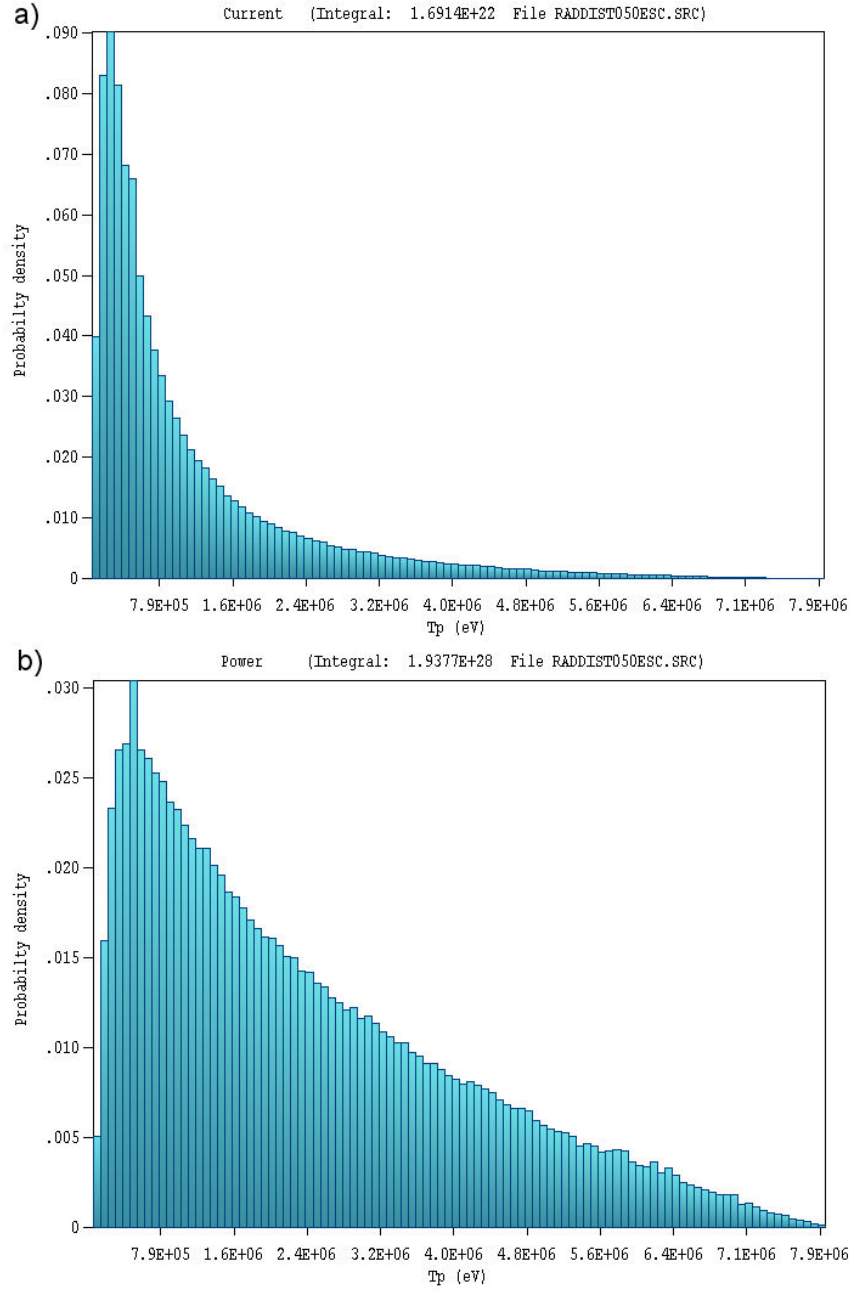 a)
Current (Integral: 1.6914E+22 File RADDIST050ESC.SRC)
.090
.080
.070
.060
.050
.040
.030
.020
.010
0
Probabilty density
7.9E+05 1.6E+06 2.4E+06 3.2E+06 4.0E+06 4.8E+06 5.6E+06 6.4E+06 7.1E+06 7.9E+06
Tp (eV)
b)
Power (Integral: 1.9377E+28 File RADDIST050ESC.SRC)
.030
.025
.020
.015
.010
.005
0
Probabilty density
7.9E+05 1.6E+06 2.4E+06 3.2E+06 4.0E+06 4.8E+06 5.6E+06 6.4E+06 7.1E+06 7.9E+06
Tp (eV)